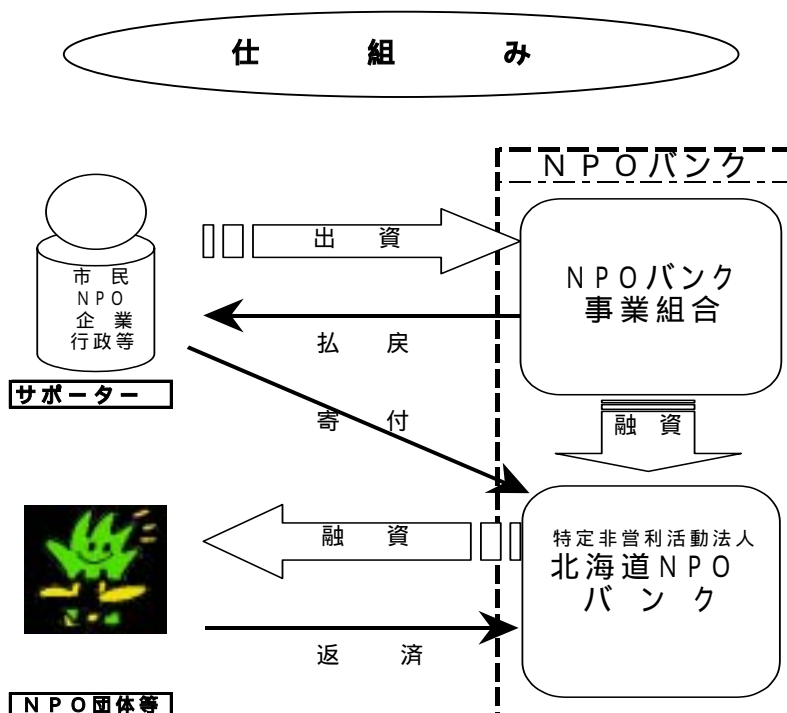 仕 組 み
NPOバンク
出 資
市 民
NPO
企 業
行政等
サポーター
NPOバンク
事業組合
払 戻
寄 付
融 資
融 資
特定非営利活動法人
北海道NPO
バ ン ク
返 済
NPO団体等